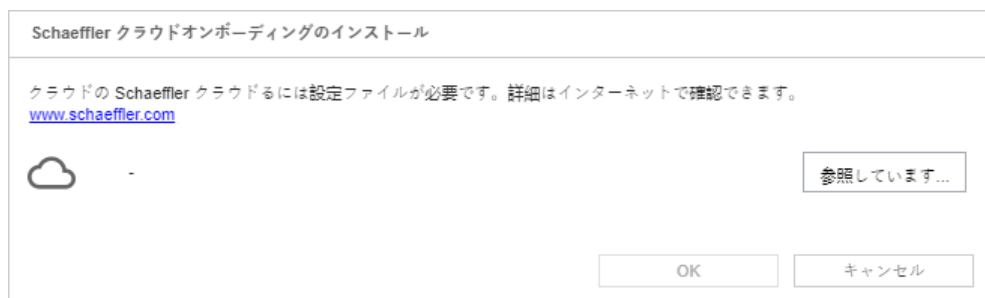 Schaeffler クラウドオンボーディングのインストール
クラウドの Schaeffler クラウドるには設定ファイルが必要です。詳細はインターネットで確認できます。
www.schaeffler.com
-
参照しています...
OK
キャンセル